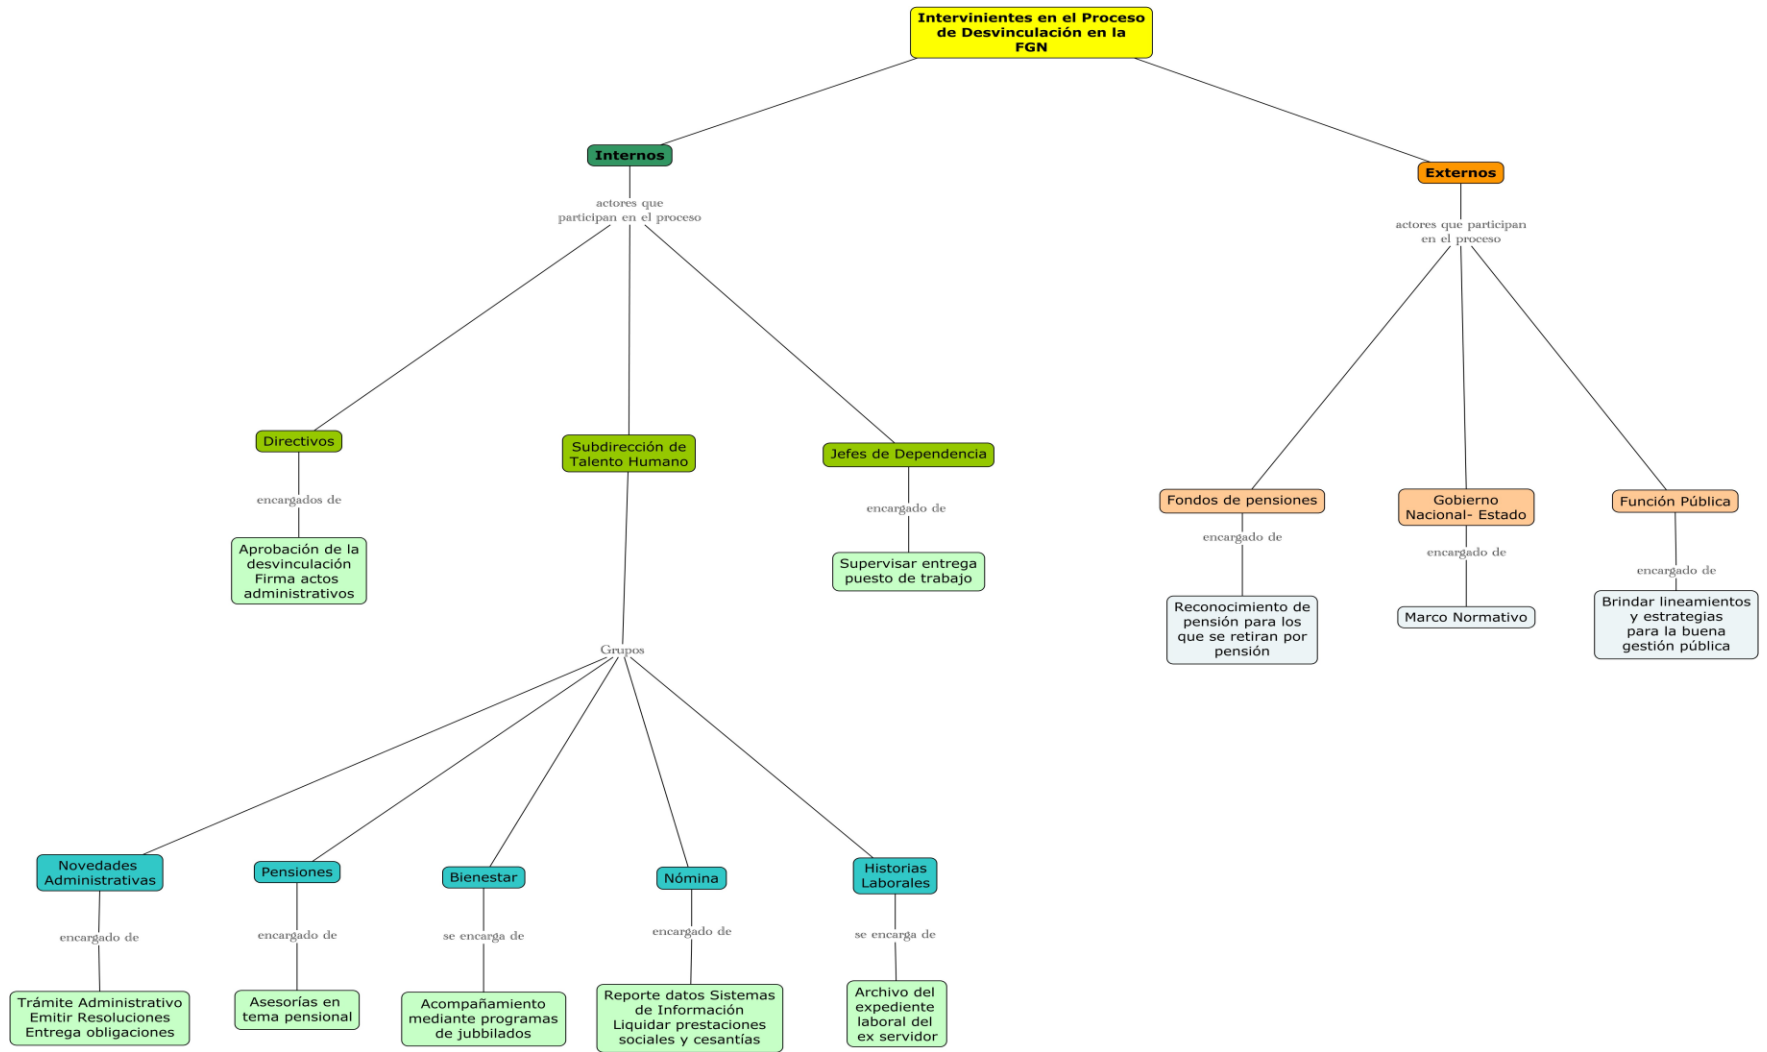 Intervinientes en el Proceso
de Desvinculación en la
FGN
Internos
actores que
participan en el proceso
Externos
actores que participan
en el proceso
Directivos
encargados de
Aprobación de la
desvinculación
Firma actos
administrativos
Subdirección de
Talento Humano
Jefes de Dependencia
encargado de
Supervisar entrega
puesto de trabajo
Fondos de pensiones
encargado de
Reconocimiento de
pensión para los
que se retiran por
pensión
Gobierno
Nacional- Estado
encargado de
Marco Normativo
Función Pública
encargado de
Brindar lineamientos
y estrategias
para la buena
gestión pública
Grupos
Novedades
Administrativas
encargado de
Trámite Administrativo
Emitir Resoluciones
Entrega obligaciones
Pensiones
encargado de
Asesorías en
tema pensional
Bienestar
se encarga de
Acompañamiento
mediante programas
de jubbilados
Nómina
encargado de
Reporte datos Sistemas
de Información
Liquidar prestaciones
sociales y cesantías
Historias
Laborales
se encarga de
Archivo del
expediente
laboral del
ex servidor